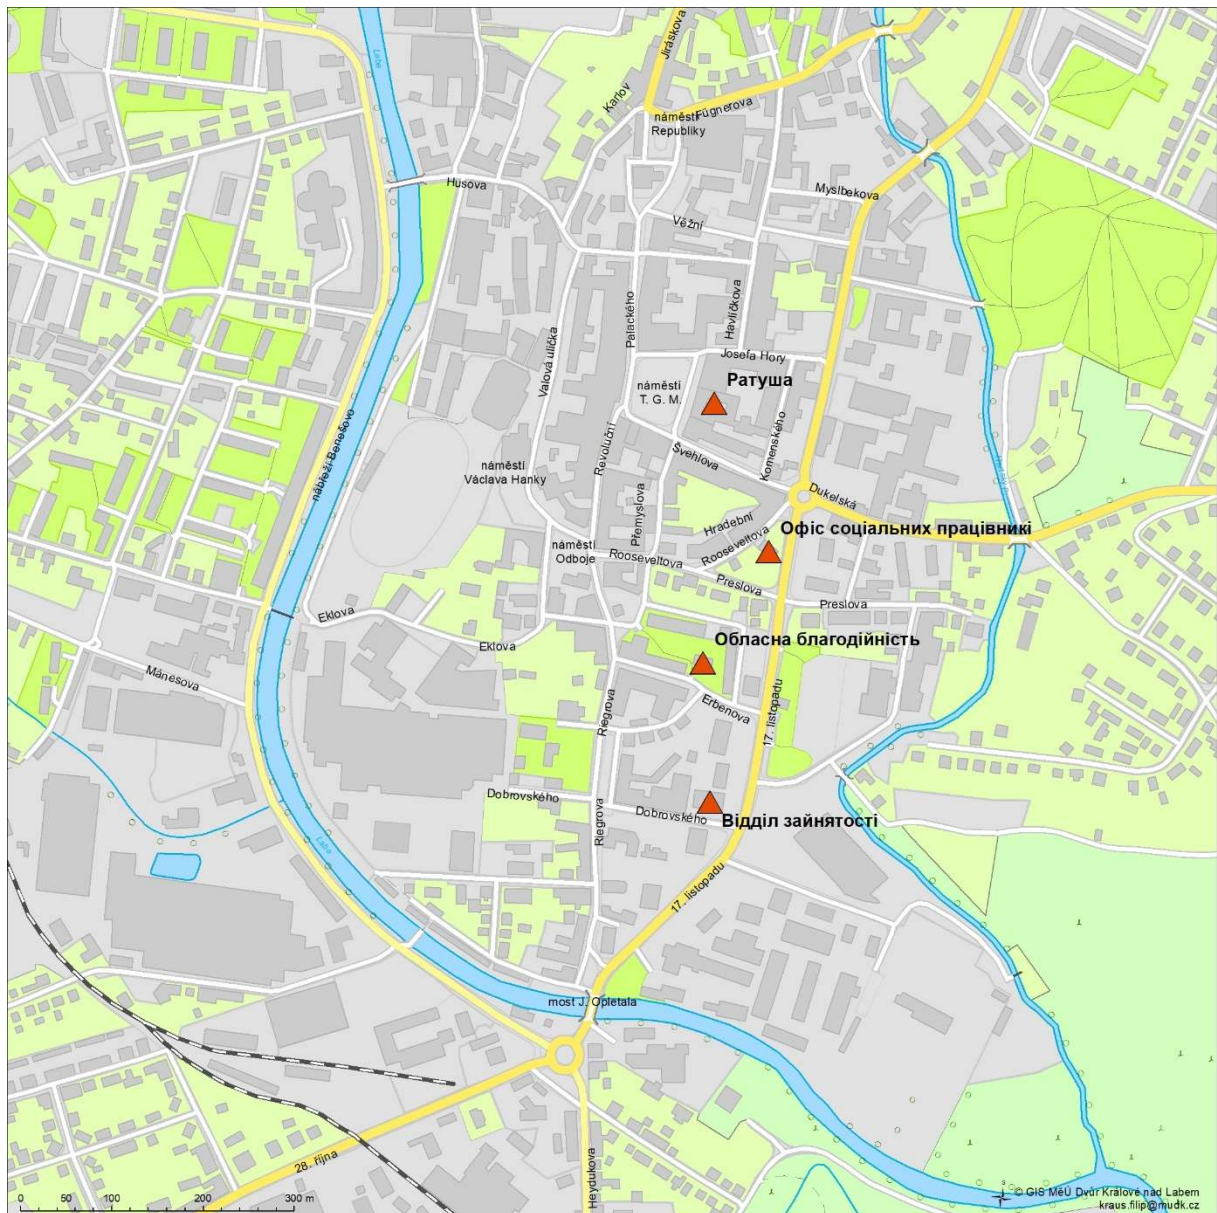 Labe
Jiráskova
Karlov
Fügnerova
náměstí
Republiky
Husova
Myslbekova
Věžní
Palackého
Havlíčkova
Valová ulička
Josefa Hory
Ратуша
náměstí
T. G. M.
nábřeží Benešovo
Revoluční
Komenského
Švehlova
náměstí
Václava Hanky
Dukelská
Přemyslova
Hradební
Офіс соціальних працівникі
Rooseveltova
náměstí
Odboje
Rooseveltova
Preslova
Preslova
Eklova
Eklova
Обласна благодійність
Mánesova
Erbenova
Riegrova
17. listopadu
Dobrovského
Dobrovského
Відділ зайнятості
Riegrova
Labe
17. listopadu
most J. Opletala
28. října
Heydukova
0 50 100 200 300 m
© GIS MěÚ Dvůr Králové nad Labem
kraus.filip@mudk.cz